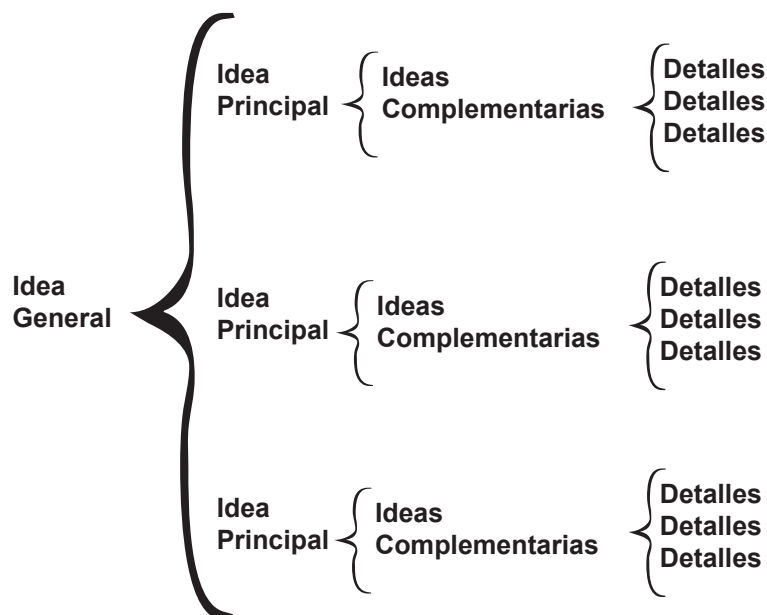 Idea
General
Idea
Principal
Ideas
Complementarias
Detalles
Detalles
Detalles
Idea
Principal
Ideas
Complementarias
Detalles
Detalles
Detalles
Idea
Principal
Ideas
Complementarias
Detalles
Detalles
Detalles